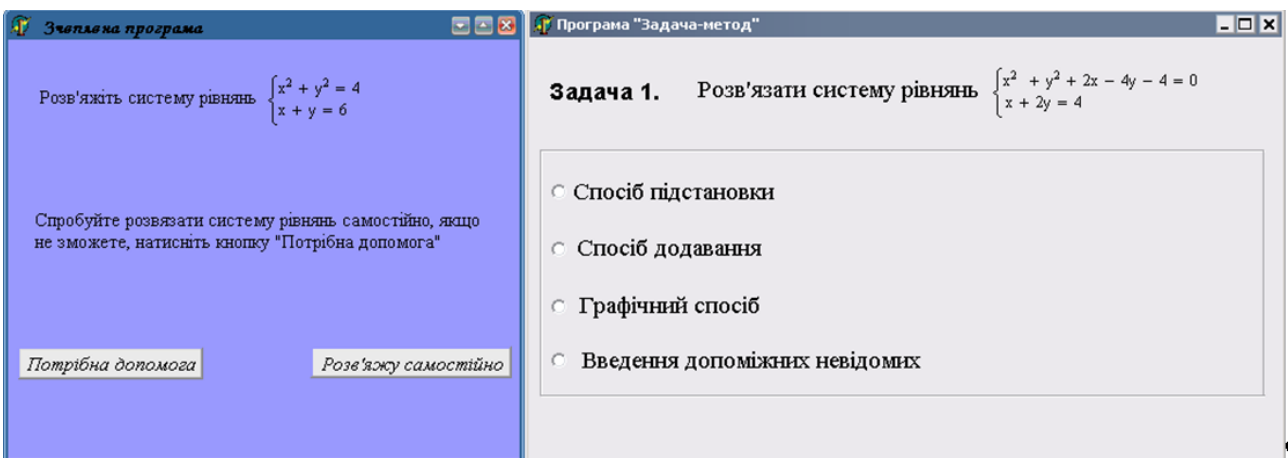 Зчеплена програма
Розв'яжіть систему рівнянь { x² + y² = 4
x + y = 6
Спробуйте розвязати систему рівнянь самостійно, якщо
не зможете, натисніть кнопку "Потрібна допомога"
Потрібна допомога
Розв'яжу самостійно
Програма "Задача-метод"
Задача 1. Розв'язати систему рівнянь { x² + y² + 2x − 4y − 4 = 0
x + 2y = 4
Спосіб підстановки
Спосіб додавання
Графічний спосіб
Введення допоміжних невідомих